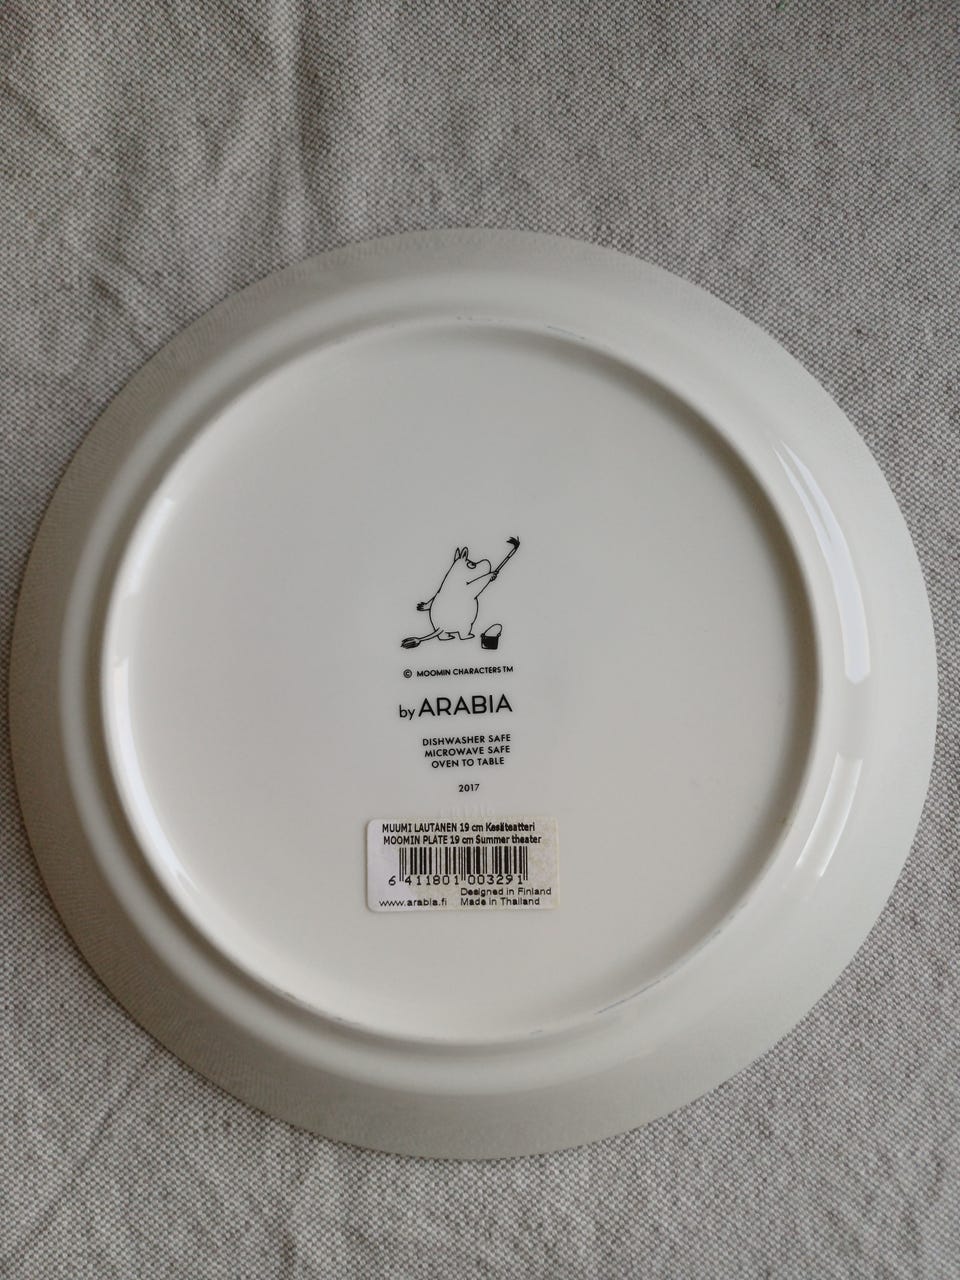 © MOOMIN CHARACTERS TM
by ARABIA
DISHWASHER SAFE
MICROWAVE SAFE
OVEN TO TABLE
2017
MUUMI LAUTANEN 19 cm Kesäteatteri
MOOMIN PLATE 19 cm Summer theater
6 411801 003291
Designed in Finland
www.arabia.fi Made in Thailand